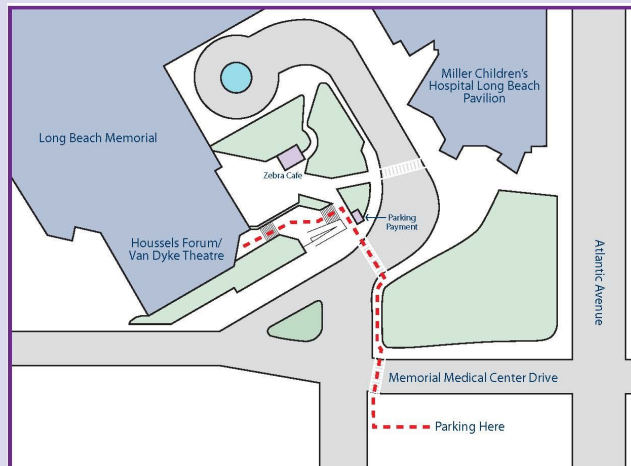 Miller Children's
Hospital Long Beach
Pavilion
Long Beach Memorial
Zebra Cafe
Parking
Payment
Houssels Forum/
Van Dyke Theatre
Atlantic Avenue
Memorial Medical Center Drive
Parking Here